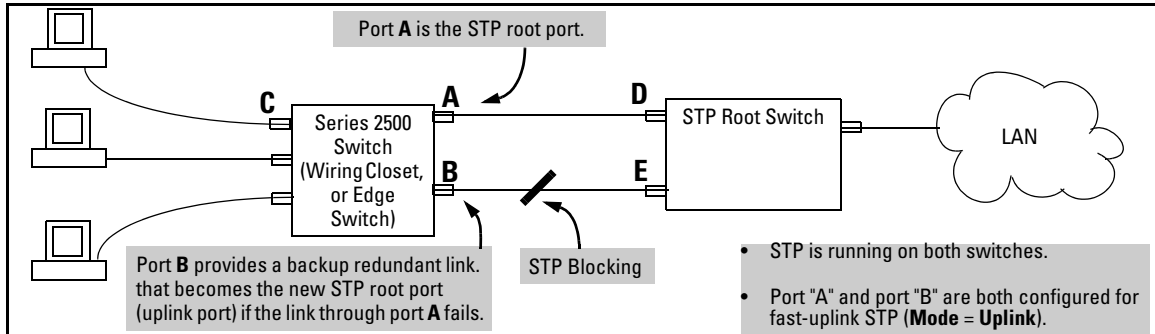 Port A is the STP root port.
C
A
D
Series 2500
Switch
(Wiring Closet,
or Edge
Switch)
STP Root Switch
LAN
B
E
Port B provides a backup redundant link.
that becomes the new STP root port
(uplink port) if the link through port A fails.
STP Blocking
• STP is running on both switches.
• Port "A" and port "B" are both configured for
fast-uplink STP (Mode = Uplink).